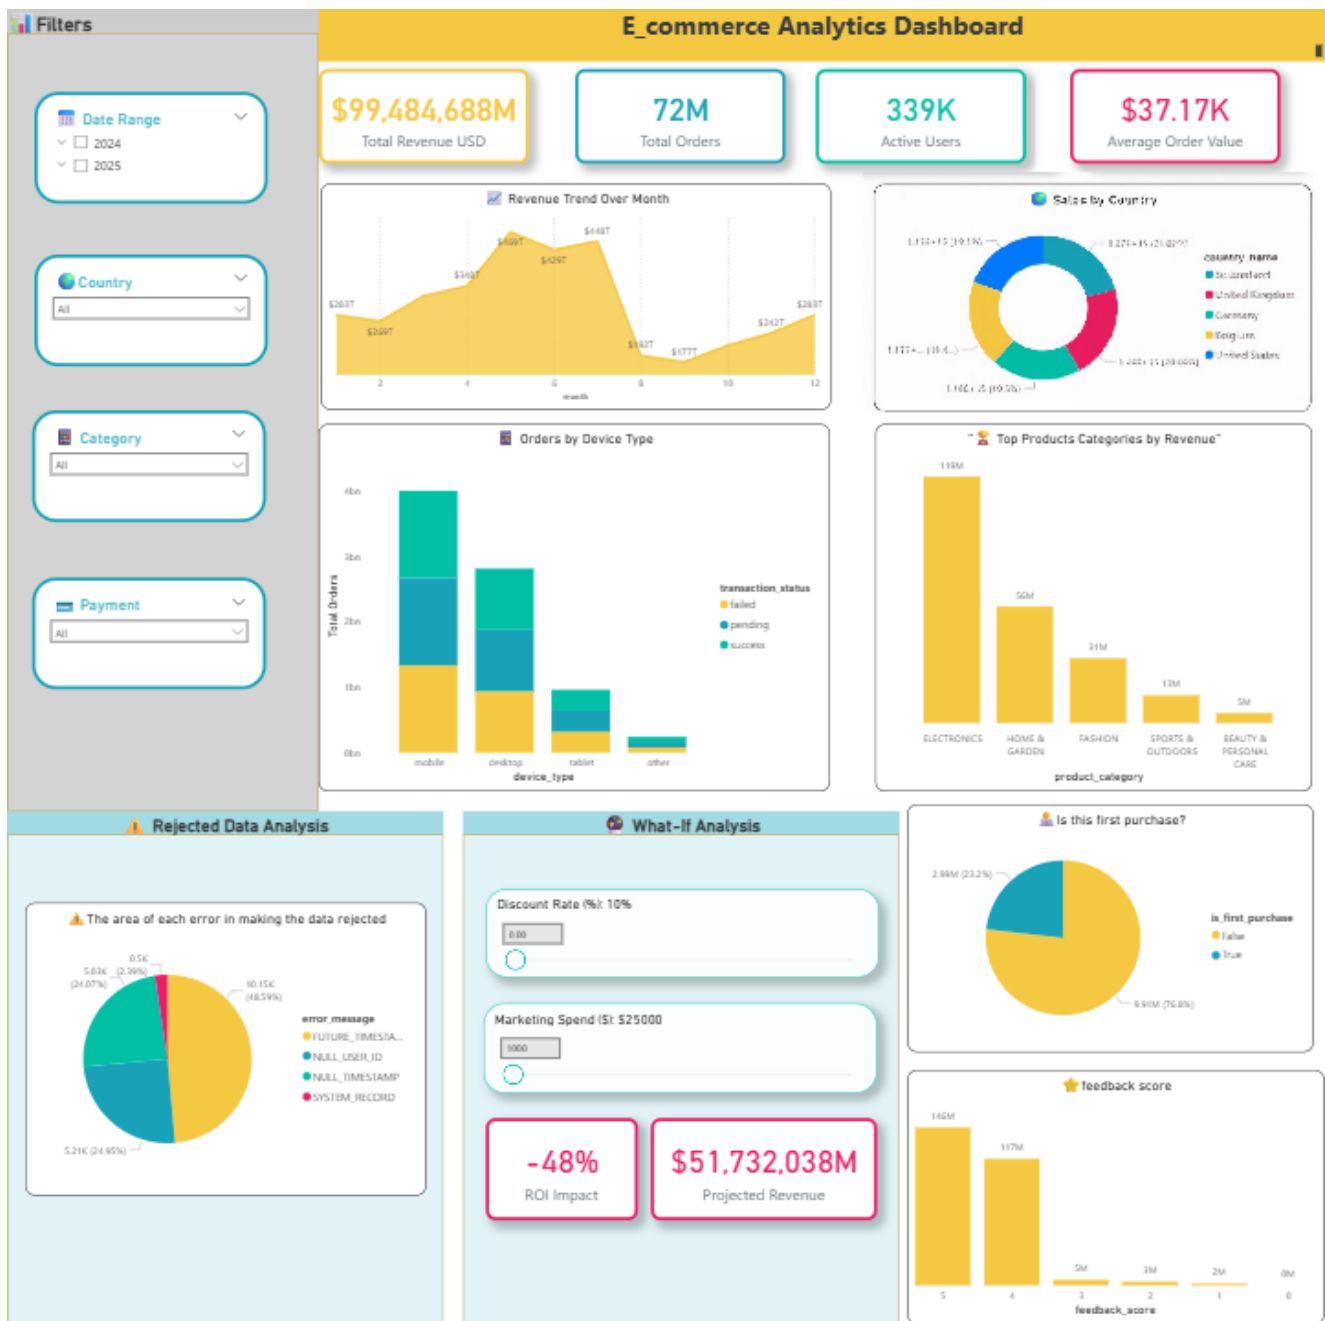 Filters
E_commerce Analytics Dashboard
Date Range
2024
2025
Country
All
Category
All
Payment
All
$99,484,688M
Total Revenue USD
72M
Total Orders
339K
Active Users
$37.17K
Average Order Value
Revenue Trend Over Month
$283T
$269T
$348T
$429T
$448T
$192T
$177T
$242T
$283T
2 4 6 8 10 12
month
Sales by Country
country_name
United Kingdom
Germany
Belgium
United States
Orders by Device Type
Total Orders
4bn
3bn
2bn
1bn
0bn
mobile desktop tablet other
device_type
transaction_status
failed
pending
success
Top Products Categories by Revenue
119M
56M
31M
13M
5M
ELECTRONICS
HOME & GARDEN
FASHION
SPORTS & OUTDOORS
BEAUTY & PERSONAL CARE
product_category
Rejected Data Analysis
The area of each error in making the data rejected
0.5K (2.39%)
5.03K (24.07%)
10.15K (48.59%)
5.21K (24.95%)
error_message
FUTURE_TIMESTA...
NULL_USER_ID
NULL_TIMESTAMP
SYSTEM_RECORD
What-If Analysis
Discount Rate (%): 10%
0.00
Marketing Spend ($): $25000
1000
-48%
ROI Impact
$51,732,038M
Projected Revenue
Is this first purchase?
2.99M (23.2%)
9.91M (76.8%)
is_first_purchase
False
True
feedback score
146M
117M
5M
3M
2M
0M
5 4 3 2 1 0
feedback_score